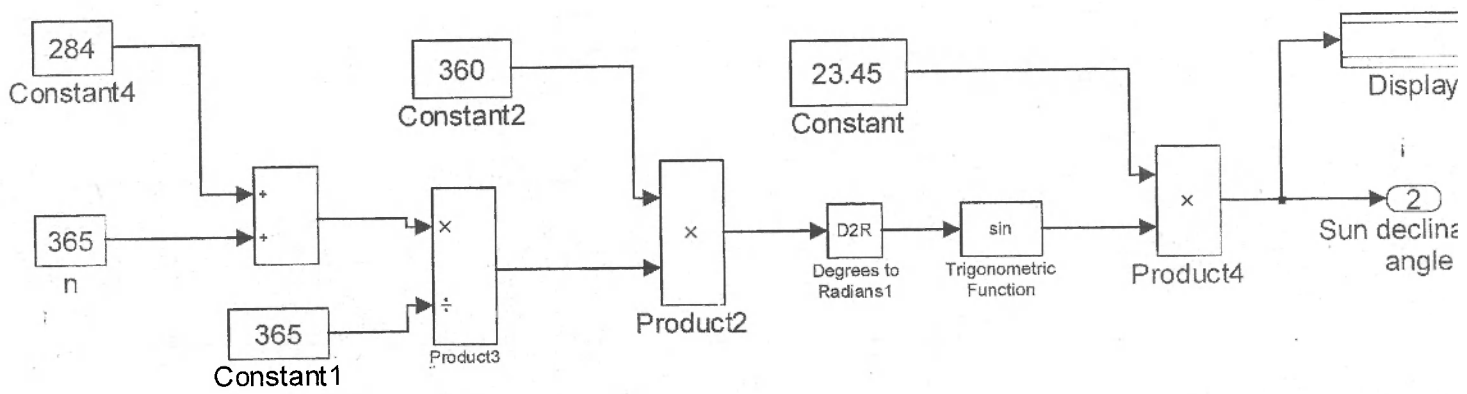 284
Constant4
360
Constant2
23.45
Constant
Display
+
+
365
n
×
÷
365
Constant1
Product3
×
Product2
D2R
Degrees to
Radians1
sin
Trigonometric
Function
×
Product4
2
Sun declina
angle